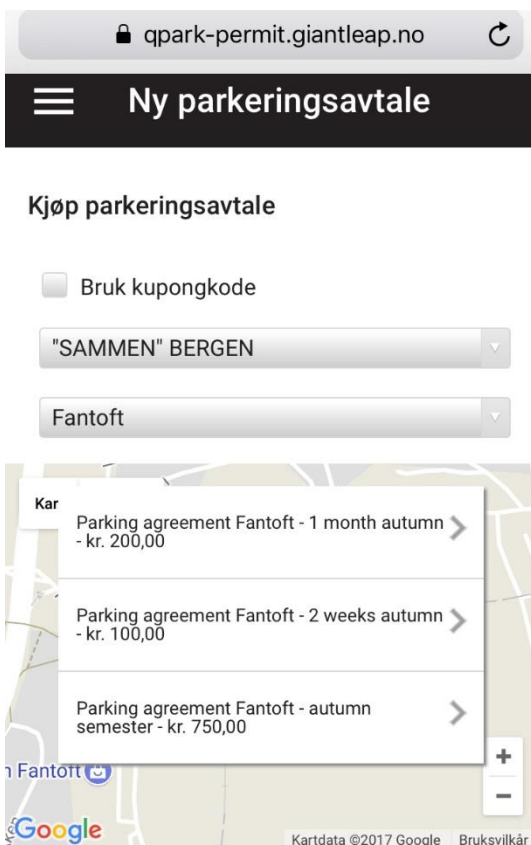 qpark-permit.giantleap.no
Ny parkeringsavtale
Kjøp parkeringsavtale
Bruk kupongkode
"SAMMEN" BERGEN
Fantoft
Kar
Parking agreement Fantoft - 1 month autumn
- kr. 200,00
Parking agreement Fantoft - 2 weeks autumn
- kr. 100,00
Parking agreement Fantoft - autumn
semester - kr. 750,00
+
n Fantoft
−
Google
Kartdata ©2017 Google Bruksvilkår